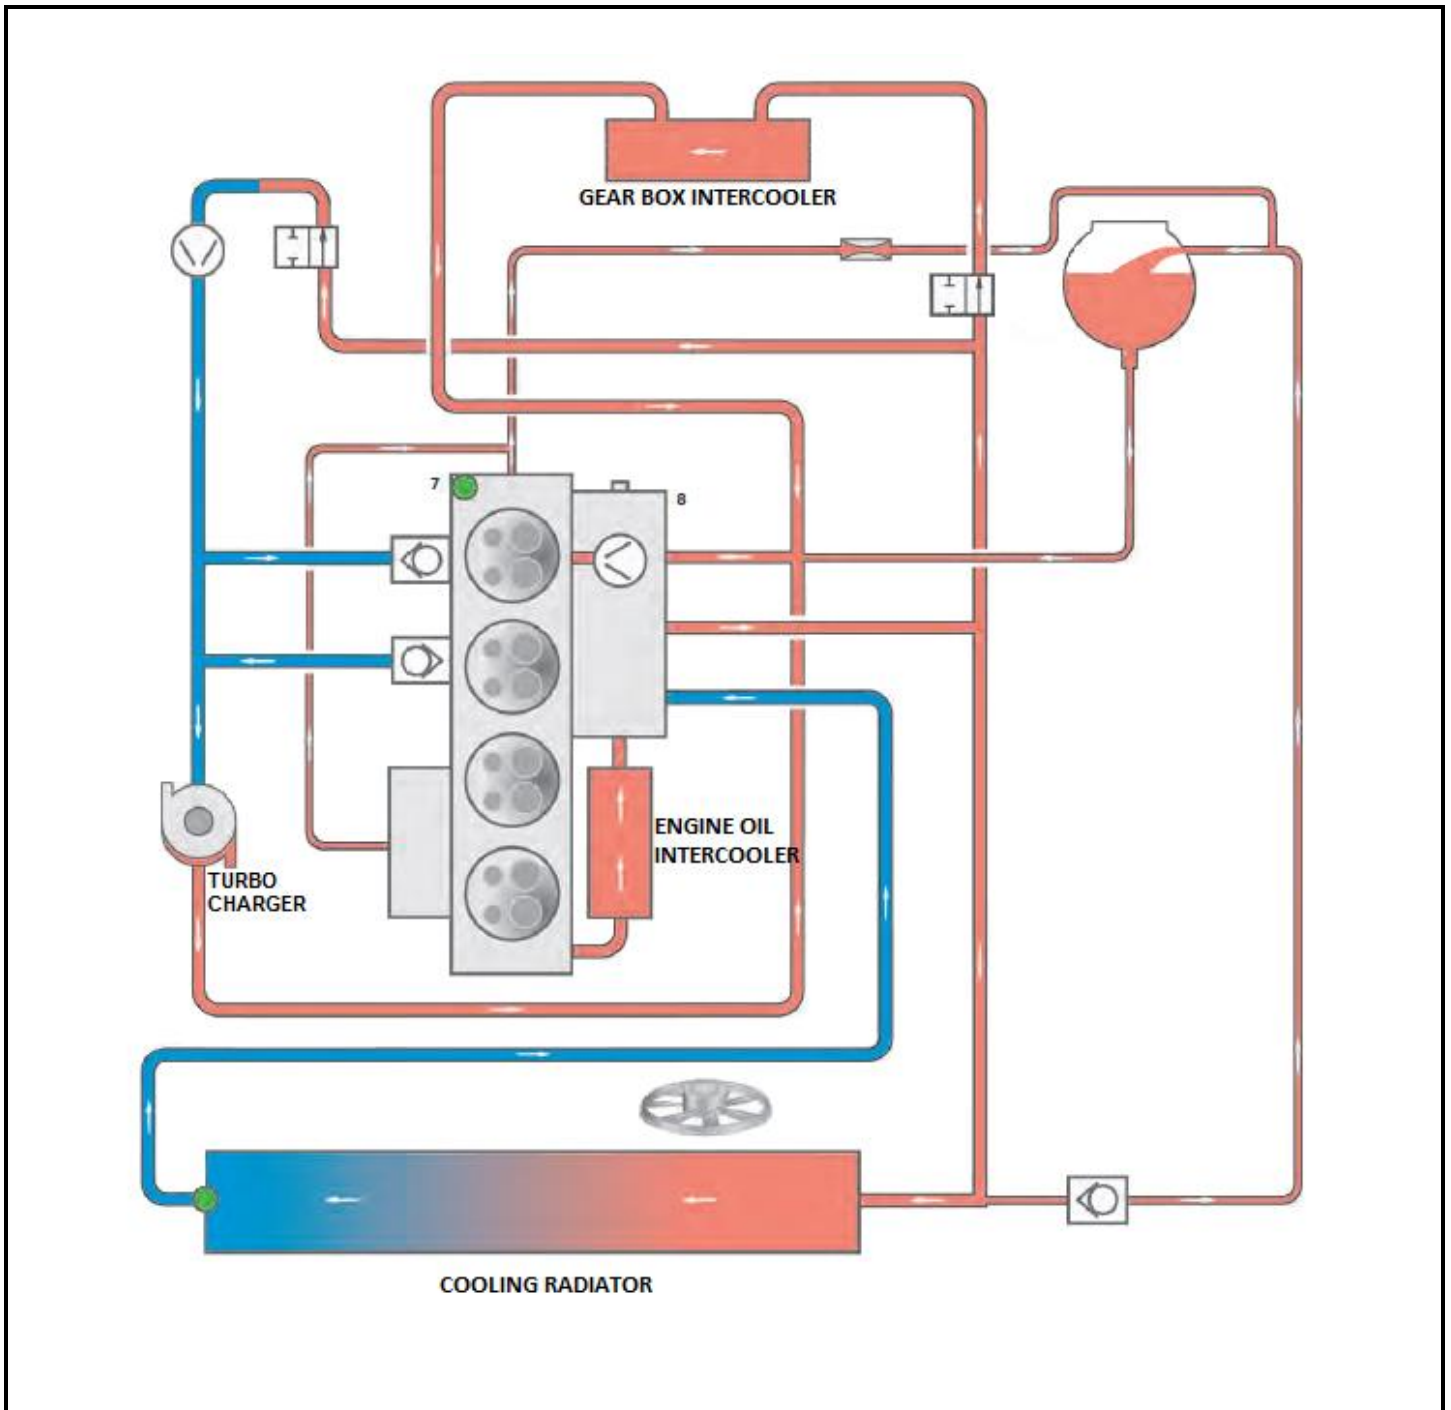 GEAR BOX INTERCOOLER
7
8
ENGINE OIL
INTERCOOLER
TURBO
CHARGER
COOLING RADIATOR